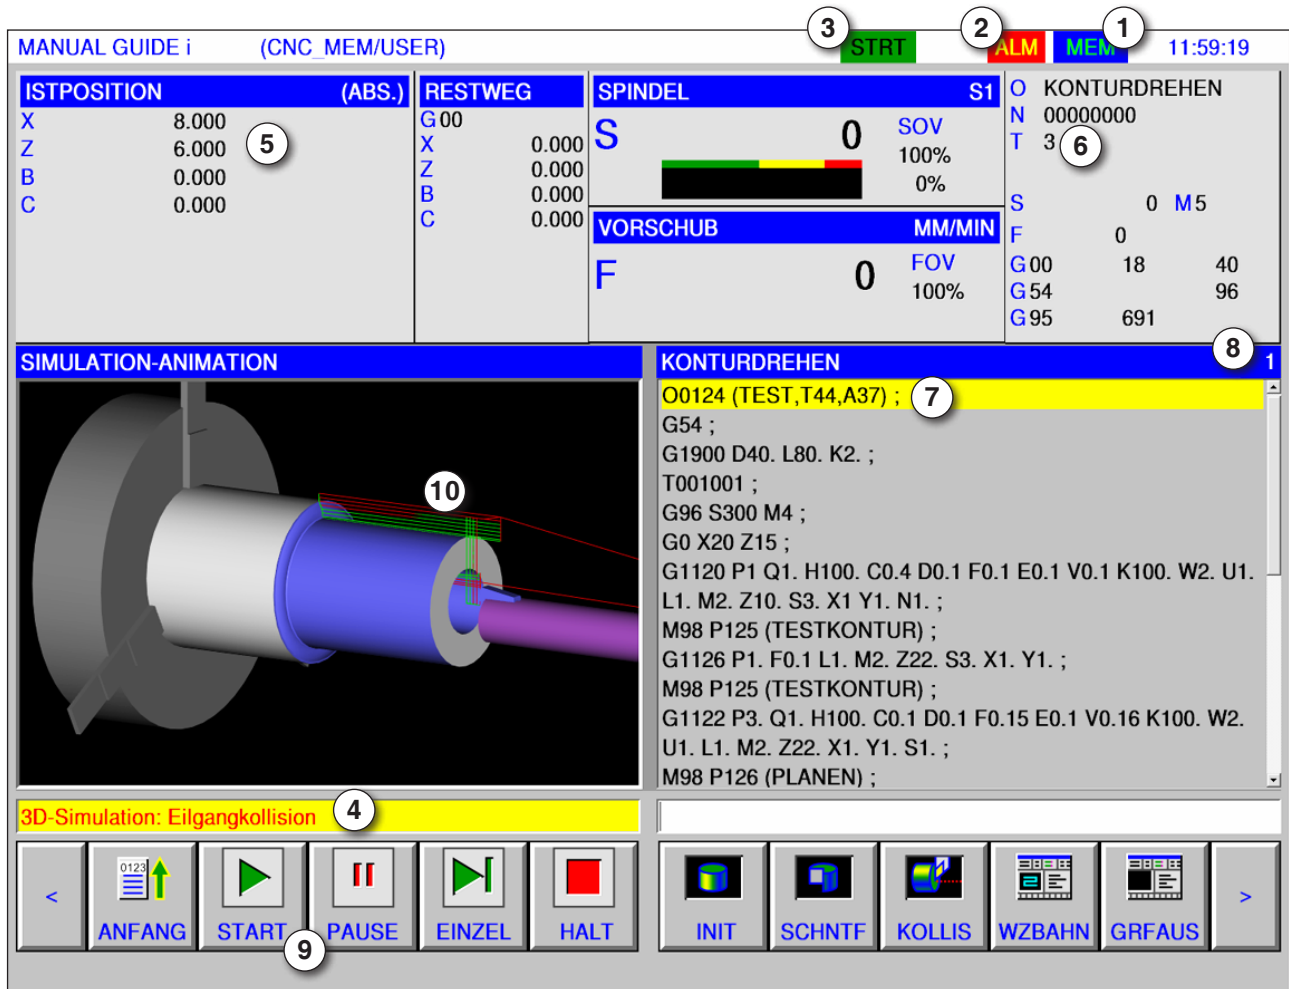 3 2 1
MANUAL GUIDE i (CNC_MEM/USER) STRT ALM MEM 11:59:19
ISTPOSITION (ABS.)
X 8.000
Z 6.000
B 0.000
C 0.000
5
RESTWEG
G 00
X 0.000
Z 0.000
B 0.000
C 0.000
SPINDEL S1
S 0 SOV
100%
0%
VORSCHUB MM/MIN
F 0 FOV
100%
O KONTURDREHEN
N 00000000
T 3
6
S 0 M 5
F 0
G 00 18 40
G 54 96
G 95 691
SIMULATION-ANIMATION
10
8
KONTURDREHEN 1
O0124 (TEST,T44,A37) ;
7
G54 ;
G1900 D40. L80. K2. ;
T001001 ;
G96 S300 M4 ;
G0 X20 Z15 ;
G1120 P1 Q1. H100. C0.4 D0.1 F0.1 E0.1 V0.1 K100. W2. U1.
L1. M2. Z10. S3. X1 Y1. N1. ;
M98 P125 (TESTKONTUR) ;
G1126 P1. F0.1 L1. M2. Z22. S3. X1. Y1. ;
M98 P125 (TESTKONTUR) ;
G1122 P3. Q1. H100. C0.1 D0.1 F0.15 E0.1 V0.16 K100. W2.
U1. L1. M2. Z22. X1. Y1. S1. ;
M98 P126 (PLANEN) ;
3D-Simulation: Eilgangkollision
4
0123
< ANFANG START PAUSE EINZEL HALT INIT SCHNTF KOLLIS WZBAHN GRFAUS >
9